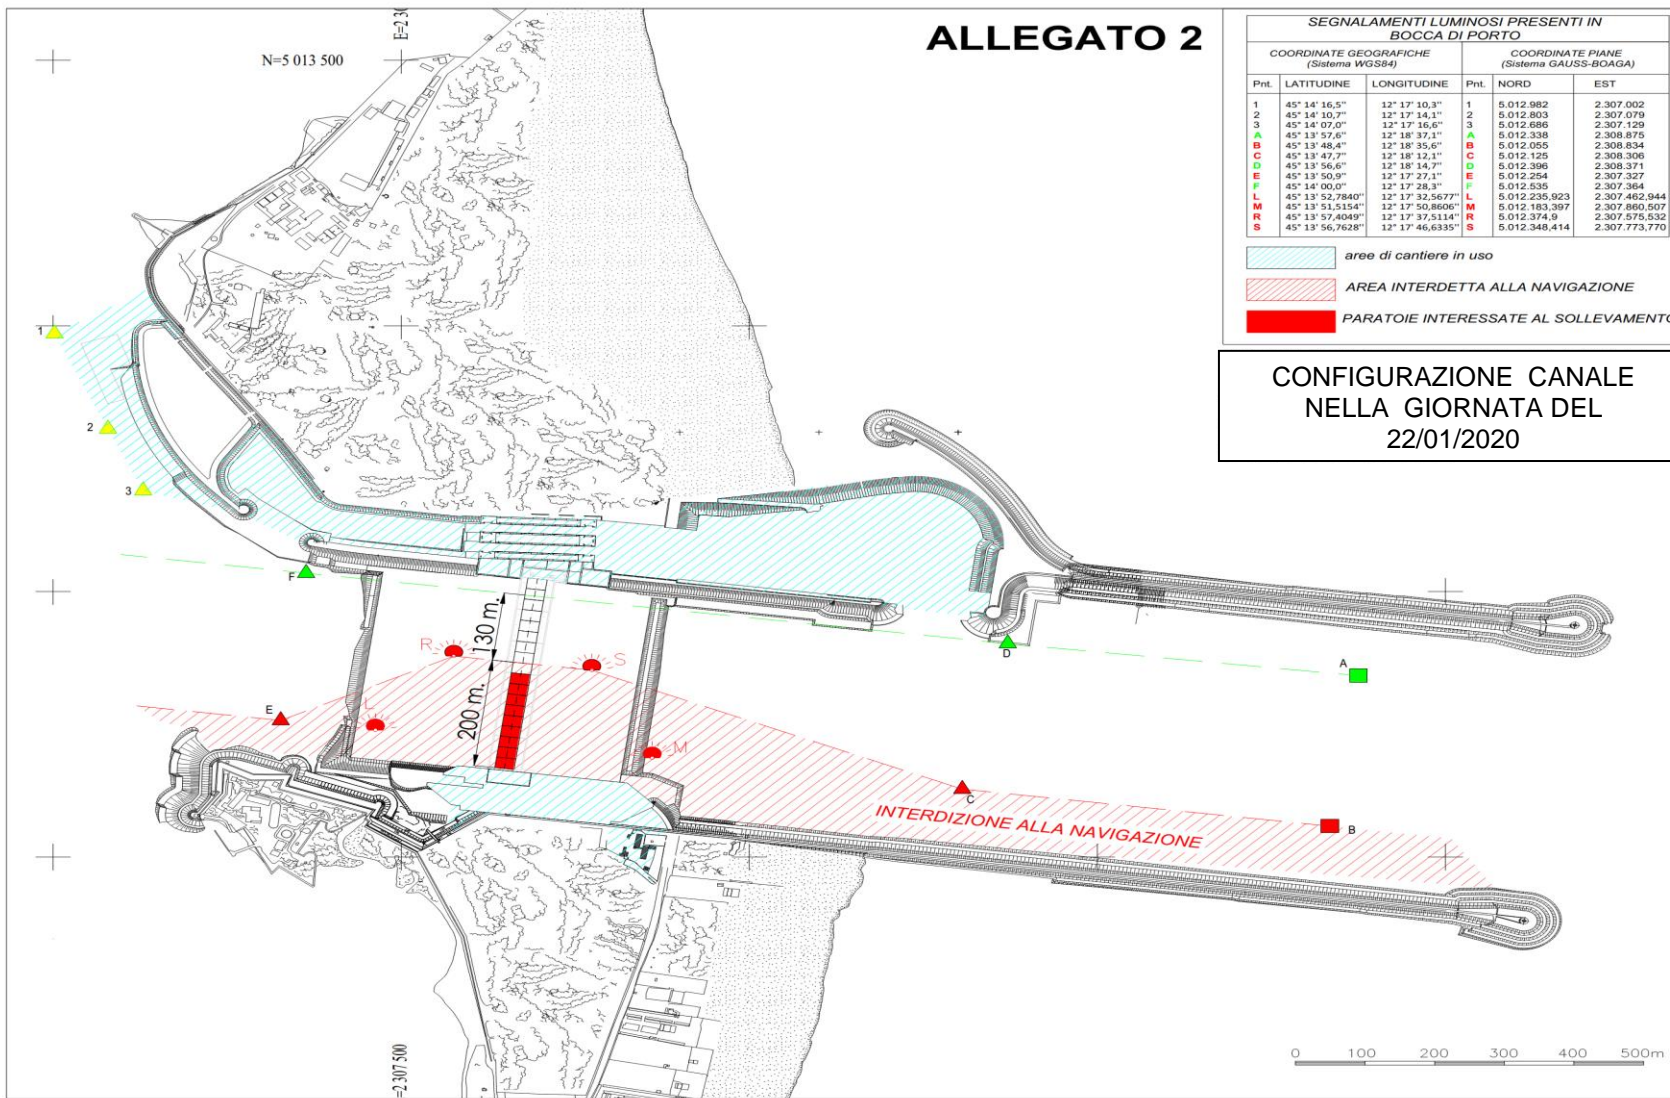 ALLEGATO 2
N=5 013 500
SEGNALAMENTI LUMINOSI PRESENTI IN
BOCCA DI PORTO
COORDINATE GEOGRAFICHE COORDINATE PIANE
(Sistema WGS84) (Sistema GAUSS-BOAGA)
Pnt. LATITUDINE LONGITUDINE Pnt. NORD EST
1 45° 14' 16,5'' 12° 17' 10,3'' 1 5.012.982 2.307.002
2 45° 14' 10,7'' 12° 17' 14,1'' 2 5.012.803 2.307.079
3 45° 14' 07,0'' 12° 17' 16,6'' 3 5.012.686 2.307.129
A 45° 13' 57,6'' 12° 18' 37,1'' A 5.012.338 2.308.875
B 45° 13' 48,4'' 12° 18' 35,6'' B 5.012.055 2.308.834
C 45° 13' 47,7'' 12° 18' 12,1'' C 5.012.125 2.308.306
D 45° 13' 56,6'' 12° 18' 14,7'' D 5.012.396 2.308.371
E 45° 13' 50,9'' 12° 17' 27,1'' E 5.012.254 2.307.327
F 45° 14' 00,0'' 12° 17' 28,3'' F 5.012.535 2.307.364
L 45° 13' 52,7840'' 12° 17' 32,5677'' L 5.012.235,923 2.307.462,944
M 45° 13' 51,5154'' 12° 17' 50,8606'' M 5.012.183,397 2.307.860,507
R 45° 13' 57,4049'' 12° 17' 37,5114'' R 5.012.374,9 2.307.575,532
S 45° 13' 56,7628'' 12° 17' 46,6335'' S 5.012.348,414 2.307.773,770
aree di cantiere in uso
AREA INTERDETTA ALLA NAVIGAZIONE
PARATOIE INTERESSATE AL SOLLEVAMENTO
CONFIGURAZIONE CANALE
NELLA GIORNATA DEL
22/01/2020
1
2
3
F
130 m.
R
S
D
A
200 m.
L
E
M
C
B
INTERDIZIONE ALLA NAVIGAZIONE
=2307 500
0 100 200 300 400 500m